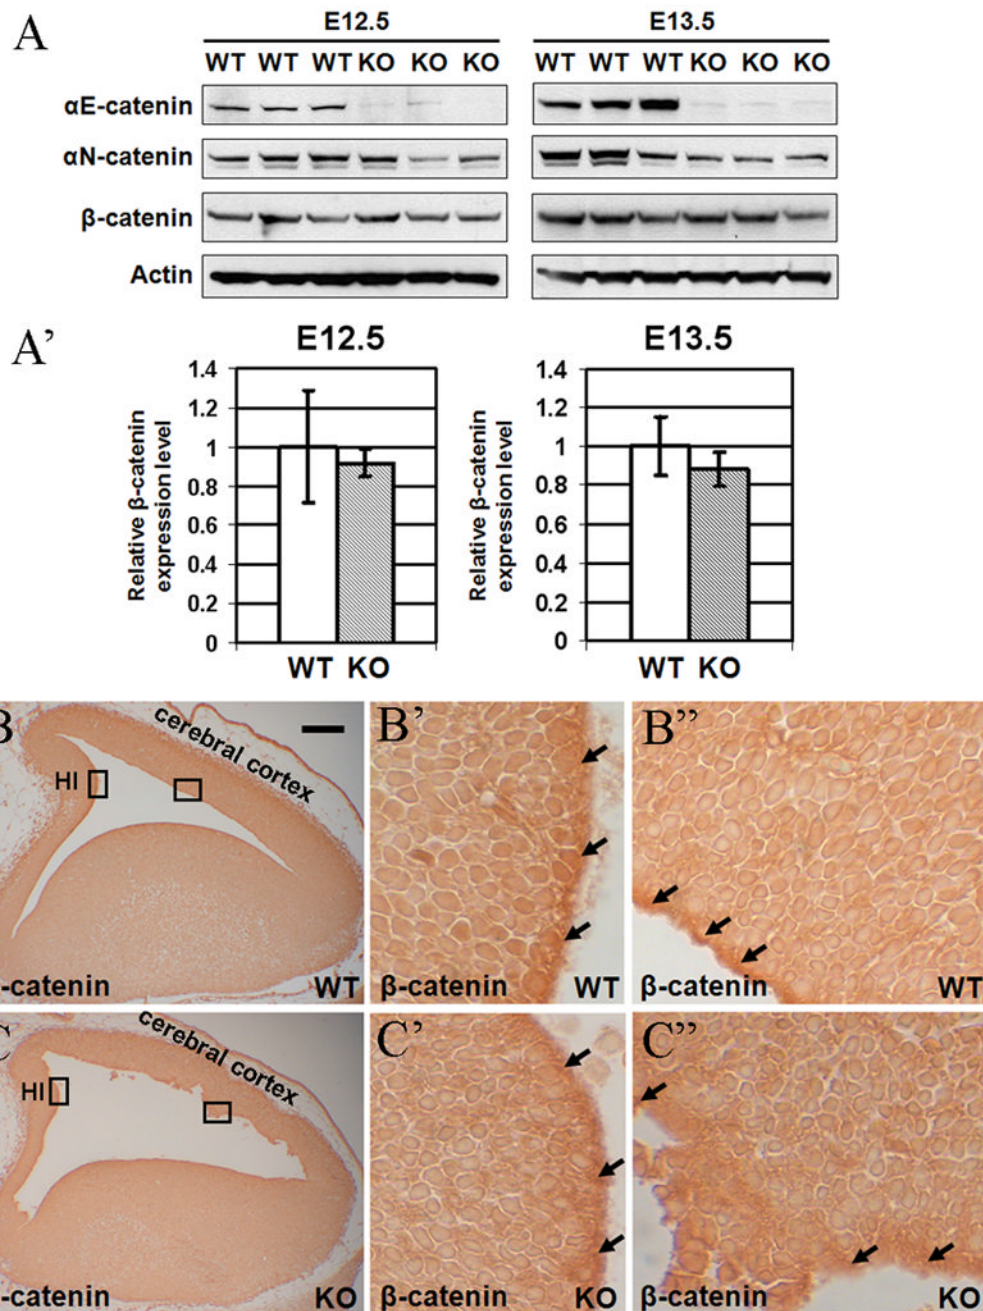 A
E12.5
E13.5
WT WT WT KO KO KO
WT WT WT KO KO KO
αE-catenin
αN-catenin
β-catenin
Actin
A'
E12.5
1.4
1.2
1
0.8
0.6
0.4
0.2
0
Relative β-catenin
expression level
WT KO
E13.5
1.4
1.2
1
0.8
0.6
0.4
0.2
0
Relative β-catenin
expression level
WT KO
B
cerebral cortex
HI
-catenin
WT
B'
β-catenin
WT
B''
β-catenin
WT
C
cerebral cortex
HI
-catenin
KO
C'
β-catenin
KO
C''
β-catenin
KO